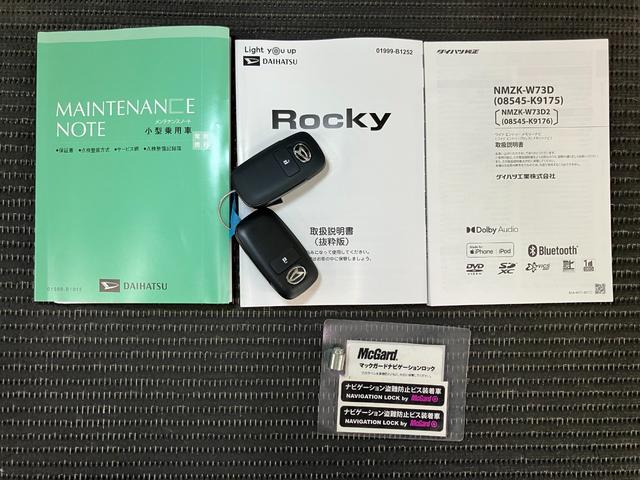 MAINTENANCE
NOTE
メンテナンスノート
小型乗用車
●保証書 ●点検整備方式 ●サービス網 ●点検整備記録簿
DAIHATSU
01999-B1011
Light you up
DAIHATSU
01999-B1252
Rocky
取扱説明書
(抜粋版)
ダイハツ純正
NMZK-W73D
(08545-K9175)
NMZK-W73D2
(08545-K9176)
取扱説明書
ダイハツ工業株式会社
Dolby Audio
Made for
iPhone | iPod
Bluetooth
DVD
VIDEO
SD
XC
McGard
マックガードナビゲーションロック
ナビゲーション盗難防止ビス装着車
NAVIGATION LOCK by McGard
ナビゲーション盗難防止ビス装着車
NAVIGATION LOCK by McGard